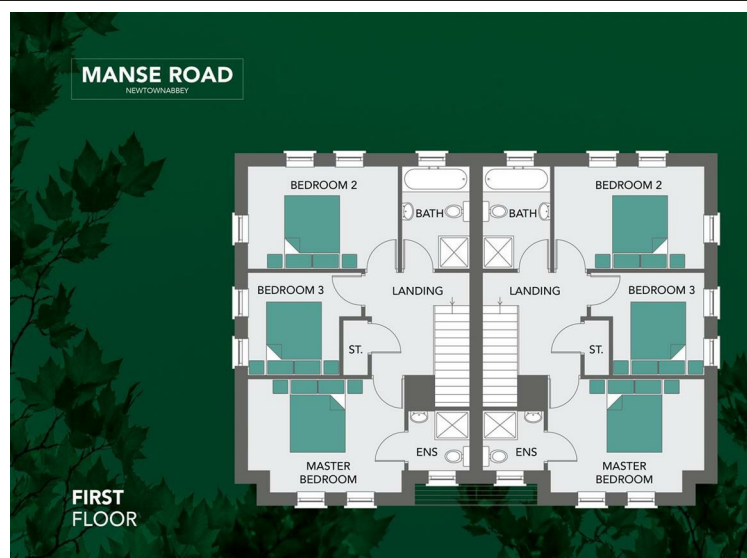 MANSE ROAD
NEWTOWNABBEY
BEDROOM 2
BATH
BATH
BEDROOM 2
BEDROOM 3
LANDING
LANDING
BEDROOM 3
ST.
ST.
MASTER
BEDROOM
ENS
ENS
MASTER
BEDROOM
FIRST
FLOOR